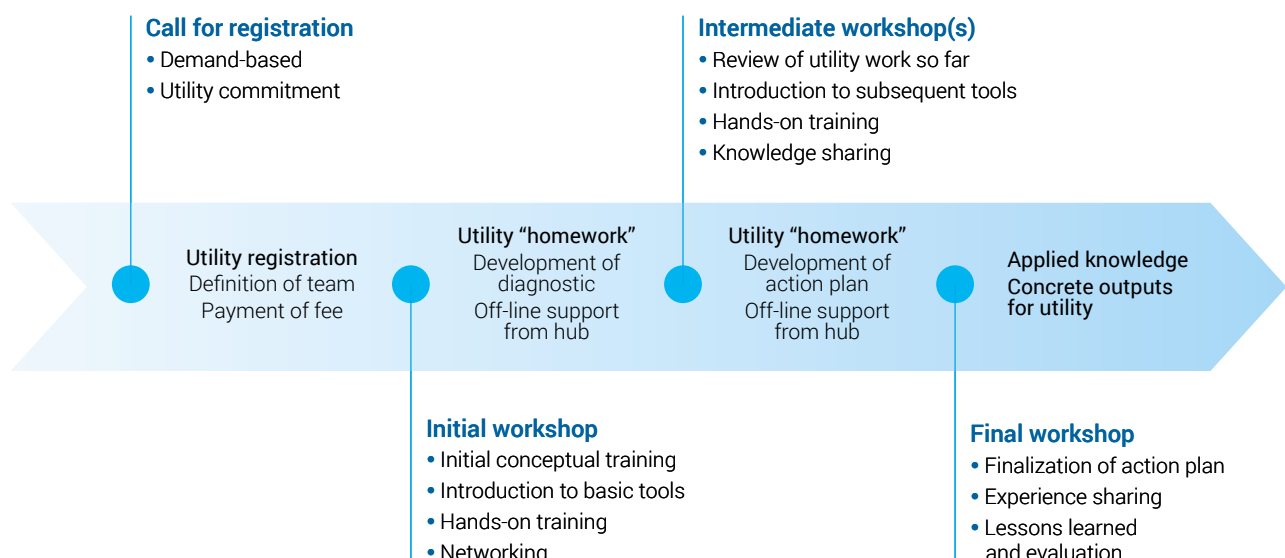 Call for registration
• Demand-based
• Utility commitment
Intermediate workshop(s)
• Review of utility work so far
• Introduction to subsequent tools
• Hands-on training
• Knowledge sharing
Utility registration
Definition of team
Payment of fee
Utility “homework”
Development of
diagnostic
Off-line support
from hub
Utility “homework”
Development of
action plan
Off-line support
from hub
Applied knowledge
Concrete outputs
for utility
Initial workshop
• Initial conceptual training
• Introduction to basic tools
• Hands-on training
• Networking
Final workshop
• Finalization of action plan
• Experience sharing
• Lessons learned
and evaluation